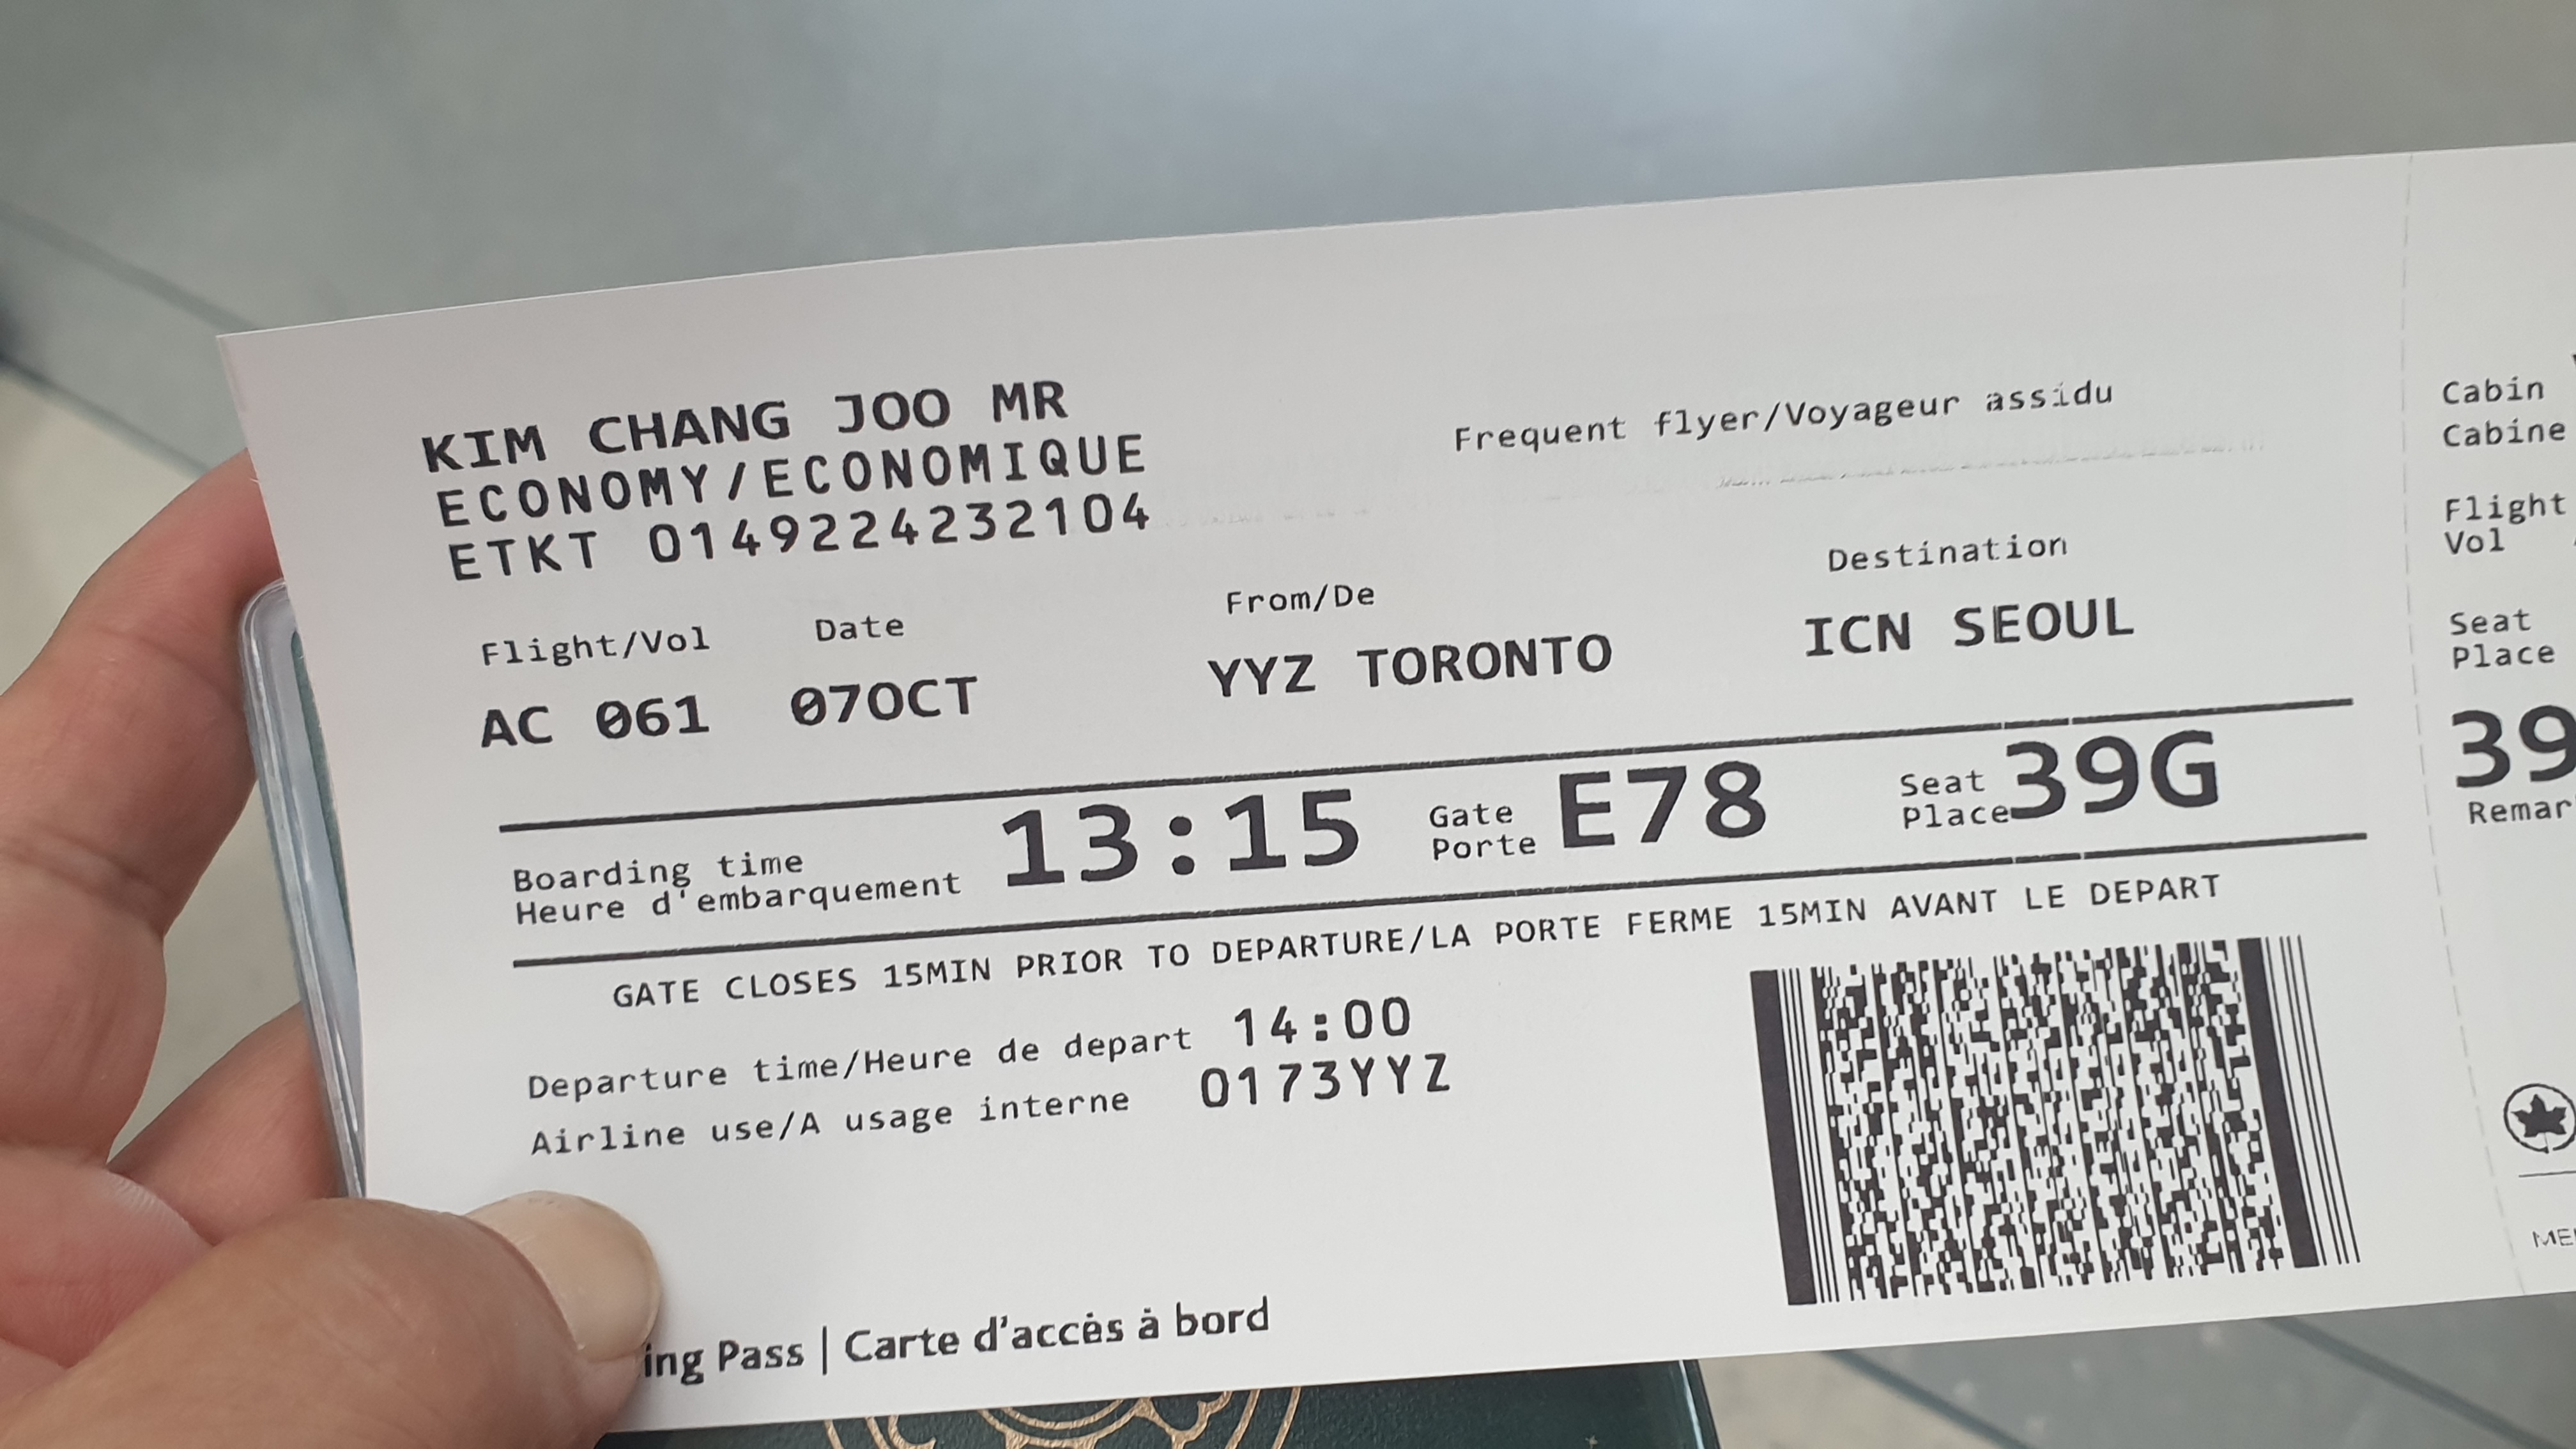 KIM CHANG JOO MR
ECONOMY/ECONOMIQUE
ETKT 0149224232104
Frequent flyer/Voyageur assidu
Flight/Vol Date From/De Destination
AC 061 07OCT YYZ TORONTO ICN SEOUL
Boarding time
Heure d'embarquement
13:15
Gate
Porte
E78
Seat
Place
39G
GATE CLOSES 15MIN PRIOR TO DEPARTURE/LA PORTE FERME 15MIN AVANT LE DEPART
Departure time/Heure de depart 14:00
Airline use/A usage interne 0173YYZ
ing Pass | Carte d'accès à bord
Cabin
Cabine
Flight
Vol
Seat
Place
39
Remar
ME